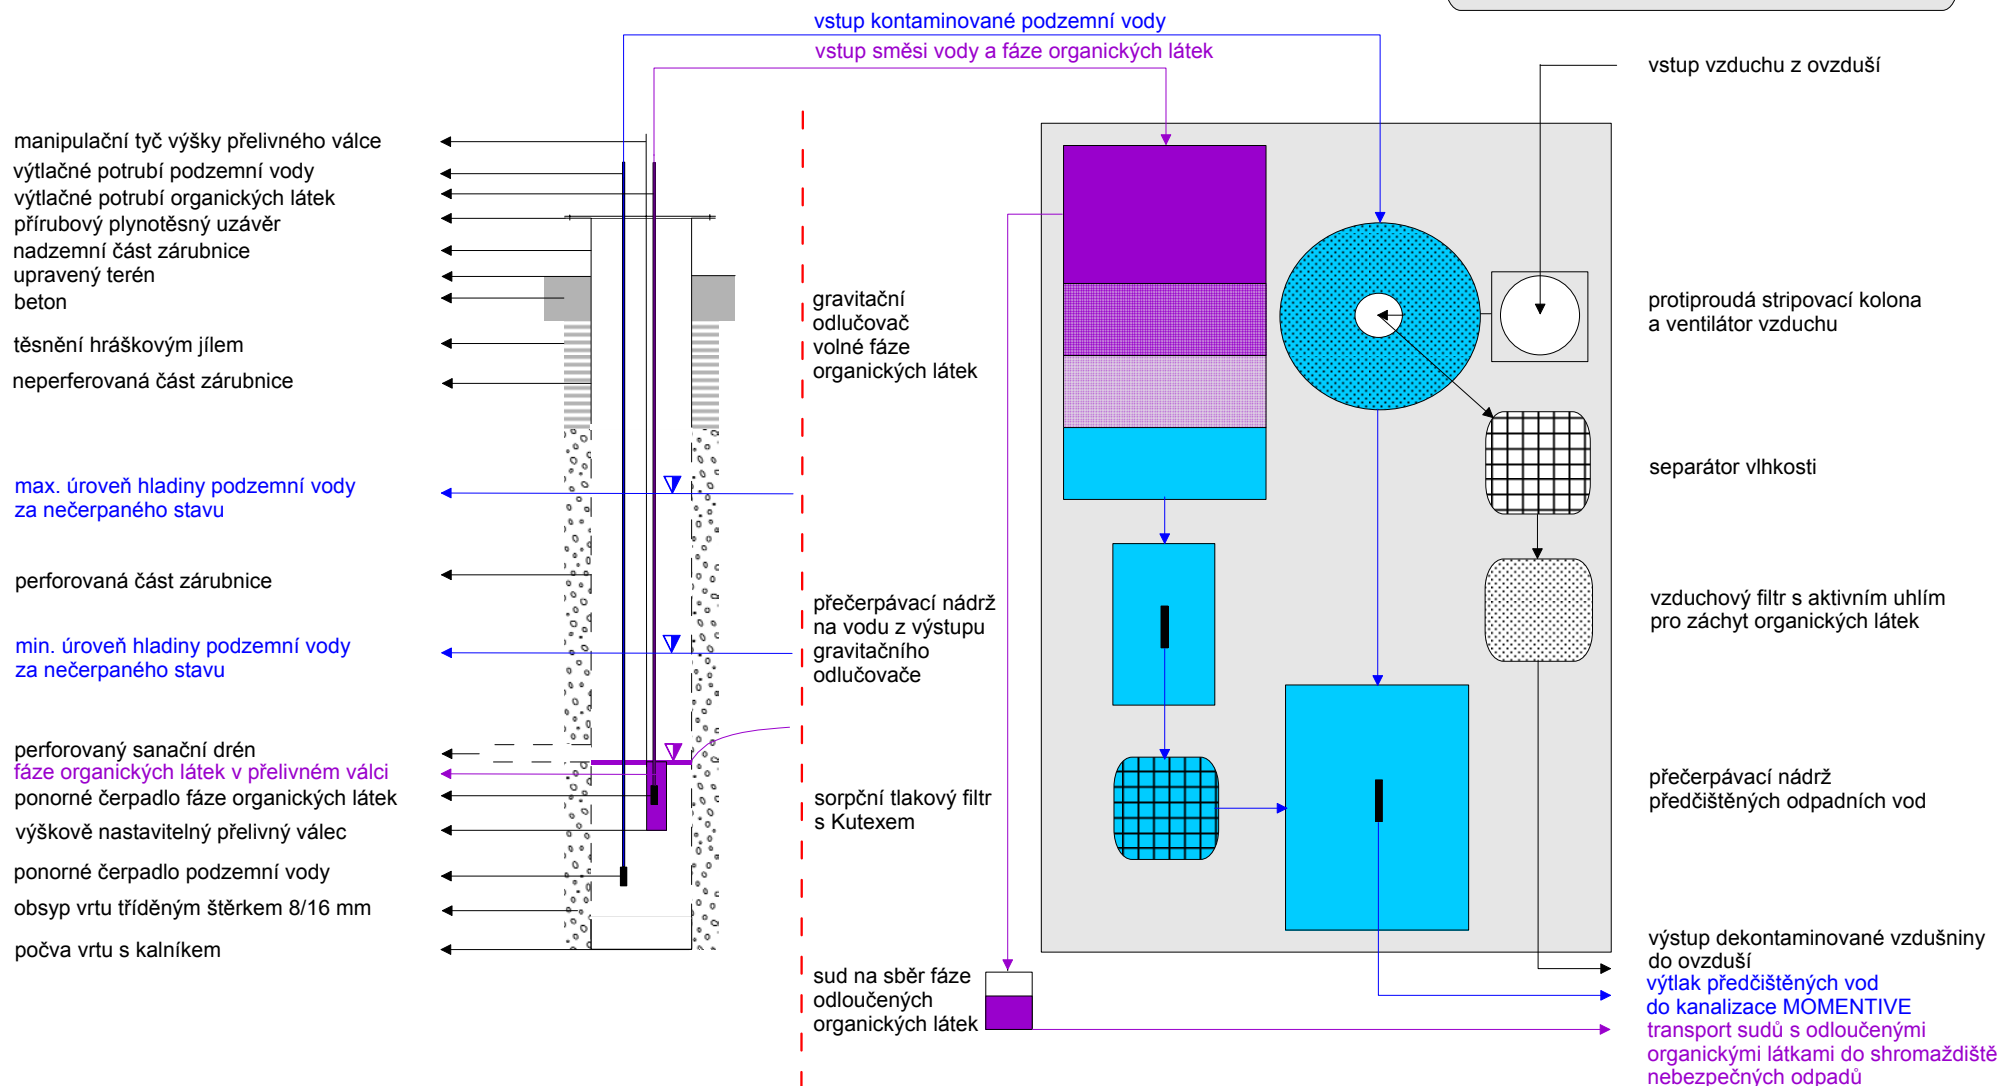 vstup kontaminované podzemní vody
vstup směsi vody a fáze organických látek
manipulační tyč výšky přelivného válce
výtlačné potrubí podzemní vody
výtlačné potrubí organických látek
přírubový plynotěsný uzávěr
nadzemní část zárubnice
upravený terén
beton
těsnění hráškovým jílem
neperferovaná část zárubnice
max. úroveň hladiny podzemní vody
za nečerpaného stavu
perforovaná část zárubnice
min. úroveň hladiny podzemní vody
za nečerpaného stavu
perforovaný sanační drén
fáze organických látek v přelivném válci
ponorné čerpadlo fáze organických látek
výškově nastavitelný přelivný válec
ponorné čerpadlo podzemní vody
obsyp vrtu tříděným štěrkem 8/16 mm
počva vrtu s kalníkem
gravitační
odlučovač
volné fáze
organických látek
přečerpávací nádrž
na vodu z výstupu
gravitačního
odlučovače
sorpční tlakový filtr
s Kutexem
sud na sběr fáze
odloučených
organických látek
vstup vzduchu z ovzduší
protiproudá stripovací kolona
a ventilátor vzduchu
separátor vlhkosti
vzduchový filtr s aktivním uhlím
pro záchyt organických látek
přečerpávací nádrž
předčištěných odpadních vod
výstup dekontaminované vzdušniny
do ovzduší
výtlak předčištěných vod
do kanalizace MOMENTIVE
transport sudů s odloučenými
organickými látkami do shromaždiště
nebezpečných odpadů